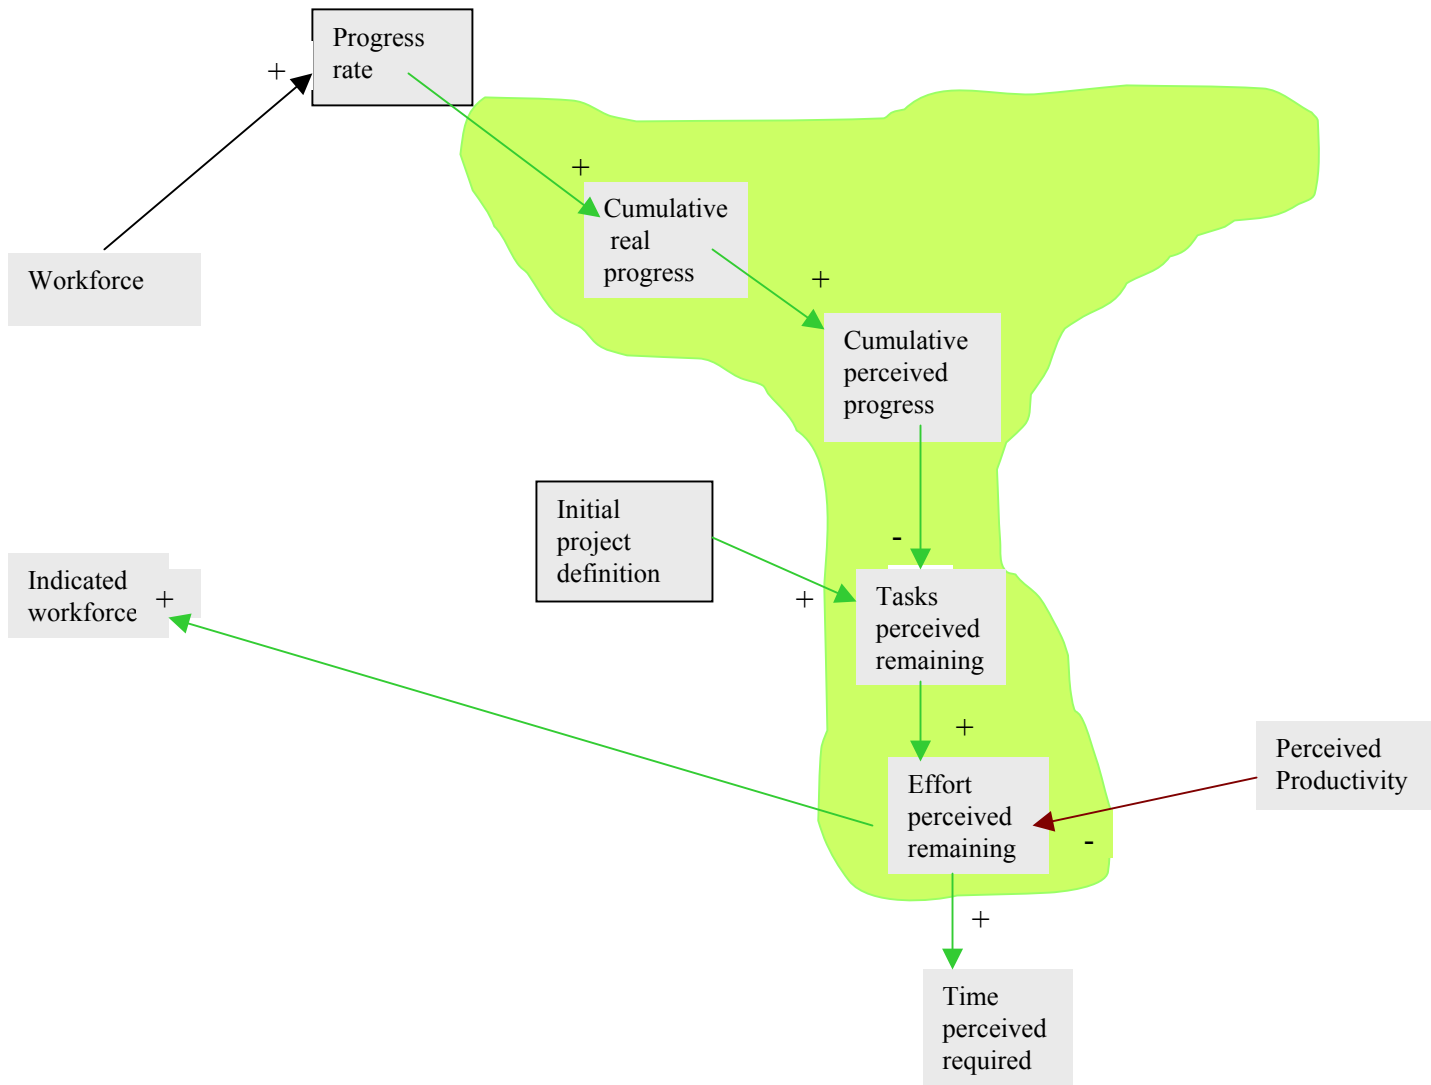 Progress
rate
+
+
Cumulative
real
progress
Workforce
+
Cumulative
perceived
progress
Initial
project
definition
-
+
Indicated
workforce
+
Tasks
perceived
remaining
+
Perceived
Productivity
Effort
perceived
remaining
-
+
Time
perceived
required